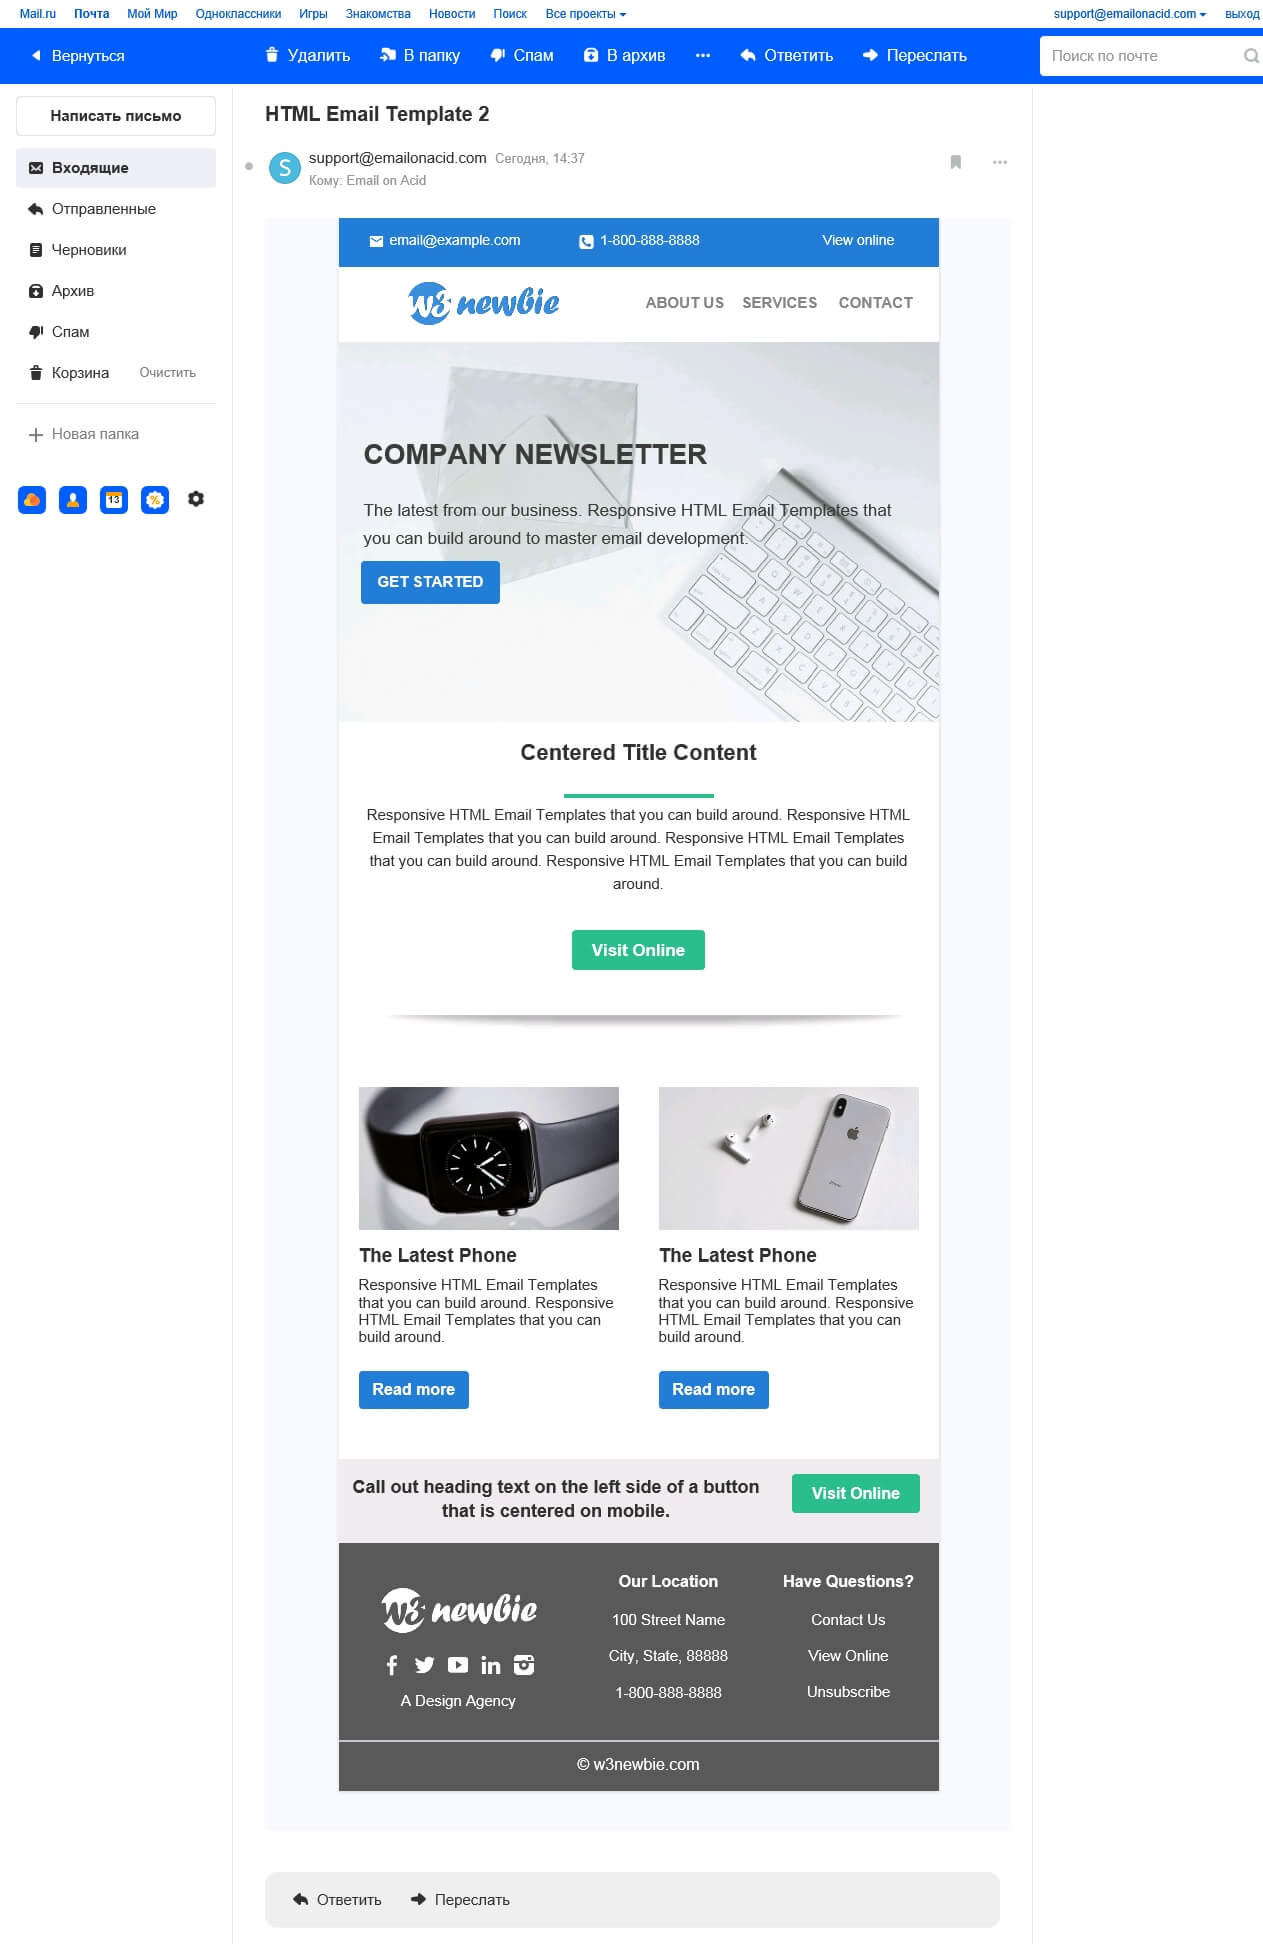 Mail.ru Почта Мой Мир Одноклассники Игры Знакомства Новости Поиск Все проекты support@emailonacid.com выход
Вернуться Удалить В папку Спам В архив Ответить Переслать Поиск по почте
Написать письмо
Входящие
Отправленные
Черновики
Архив
Спам
Корзина Очистить
Новая папка
13
HTML Email Template 2
S
support@emailonacid.com Сегодня, 14:37
Кому: Email on Acid
email@example.com 1-800-888-8888 View online
w3 newbie ABOUT US SERVICES CONTACT
COMPANY NEWSLETTER
The latest from our business. Responsive HTML Email Templates that
you can build around to master email development.
GET STARTED
Centered Title Content
Responsive HTML Email Templates that you can build around. Responsive HTML
Email Templates that you can build around. Responsive HTML Email Templates
that you can build around. Responsive HTML Email Templates that you can build
around.
Visit Online
The Latest Phone
Responsive HTML Email Templates
that you can build around. Responsive
HTML Email Templates that you can
build around.
Read more
The Latest Phone
Responsive HTML Email Templates
that you can build around. Responsive
HTML Email Templates that you can
build around.
Read more
Call out heading text on the left side of a button
that is centered on mobile.
Visit Online
w3 newbie
A Design Agency
Our Location
100 Street Name
City, State, 88888
1-800-888-8888
Have Questions?
Contact Us
View Online
Unsubscribe
© w3newbie.com
Ответить Переслать